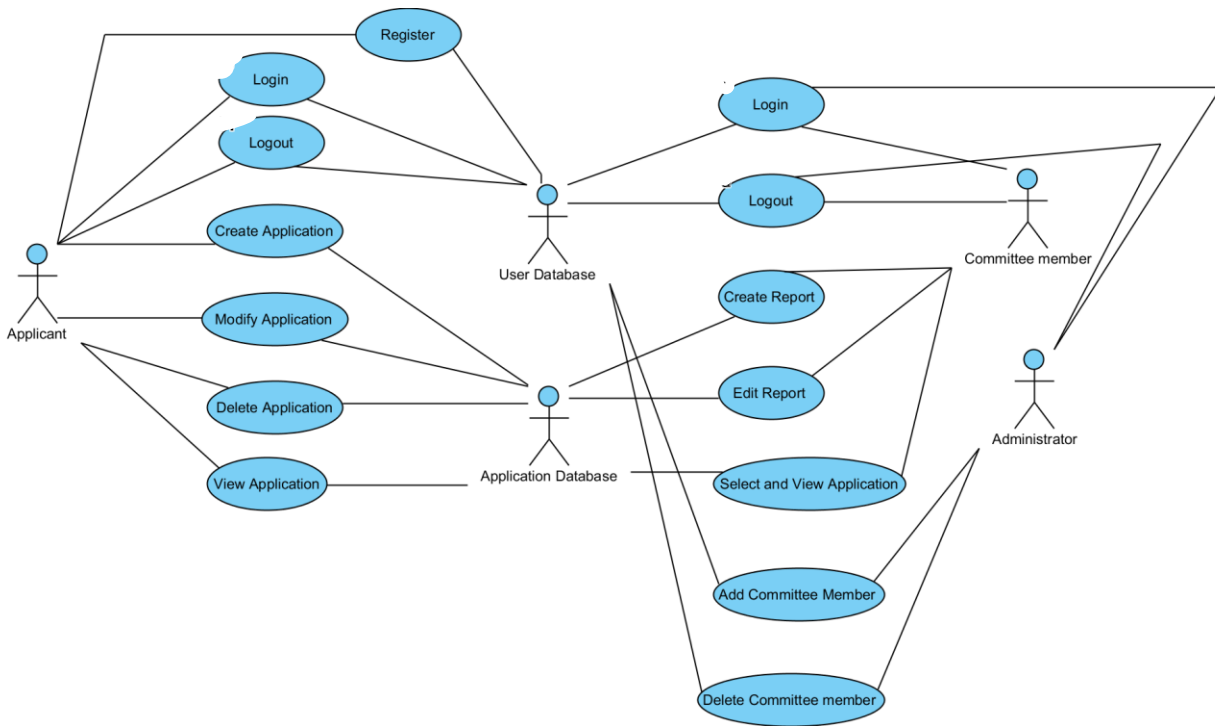 Register
Login
Login
Logout
Logout
Create Application
User Database
Committee member
Create Report
Modify Application
Applicant
Edit Report
Delete Application
Administrator
View Application
Application Database
Select and View Application
Add Committee Member
Delete Committee member